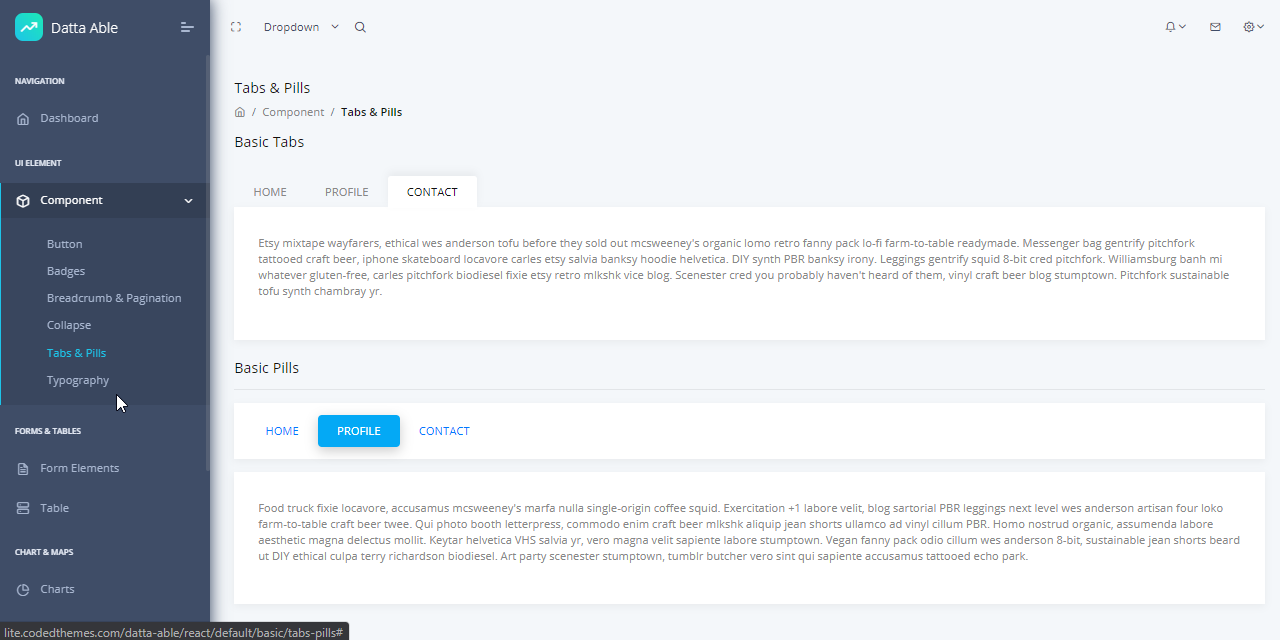 Datta Able
Dropdown
NAVIGATION
Dashboard
UI ELEMENT
Component
Button
Badges
Breadcrumb & Pagination
Collapse
Tabs & Pills
Typography
FORMS & TABLES
Form Elements
Table
CHART & MAPS
Charts
Tabs & Pills
/ Component / Tabs & Pills
Basic Tabs
HOME PROFILE CONTACT
Etsy mixtape wayfarers, ethical wes anderson tofu before they sold out mcsweeney's organic lomo retro fanny pack lo-fi farm-to-table readymade. Messenger bag gentrify pitchfork
tattooed craft beer, iphone skateboard locavore carles etsy salvia banksy hoodie helvetica. DIY synth PBR banksy irony. Leggings gentrify squid 8-bit cred pitchfork. Williamsburg banh mi
whatever gluten-free, carles pitchfork biodiesel fixie etsy retro mlkshk vice blog. Scenester cred you probably haven't heard of them, vinyl craft beer blog stumptown. Pitchfork sustainable
tofu synth chambray yr.
Basic Pills
HOME PROFILE CONTACT
Food truck fixie locavore, accusamus mcsweeney's marfa nulla single-origin coffee squid. Exercitation +1 labore velit, blog sartorial PBR leggings next level wes anderson artisan four loko
farm-to-table craft beer twee. Qui photo booth letterpress, commodo enim craft beer mlkshk aliquip jean shorts ullamco ad vinyl cillum PBR. Homo nostrud organic, assumenda labore
aesthetic magna delectus mollit. Keytar helvetica VHS salvia yr, vero magna velit sapiente labore stumptown. Vegan fanny pack odio cillum wes anderson 8-bit, sustainable jean shorts beard
ut DIY ethical culpa terry richardson biodiesel. Art party scenester stumptown, tumblr butcher vero sint qui sapiente accusamus tattooed echo park.
lite.codedthemes.com/datta-able/react/default/basic/tabs-pills#